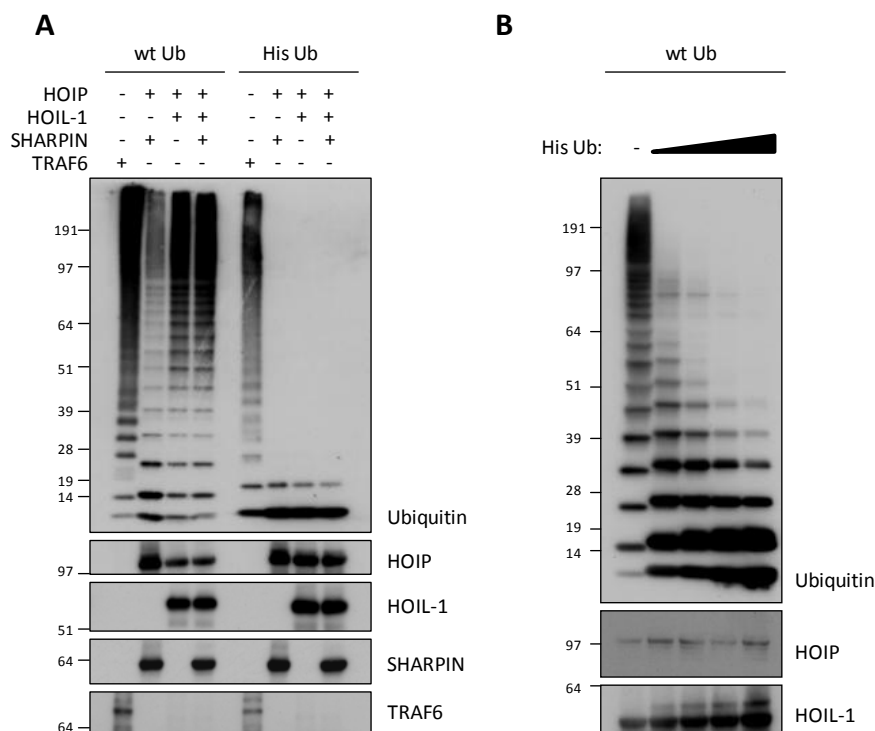 A
wt Ub His Ub
HOIP - + + + - + + +
HOIL-1 - - + + - - + +
SHARPIN - + - + - + - +
TRAF6 + - - - + - - -
191
97
64
51
39
28
19
14
Ubiquitin
97
HOIP
HOIL-1
51
64
SHARPIN
TRAF6
64
B
wt Ub
His Ub: -
191
97
64
51
39
28
19
14
Ubiquitin
97
HOIP
64
HOIL-1